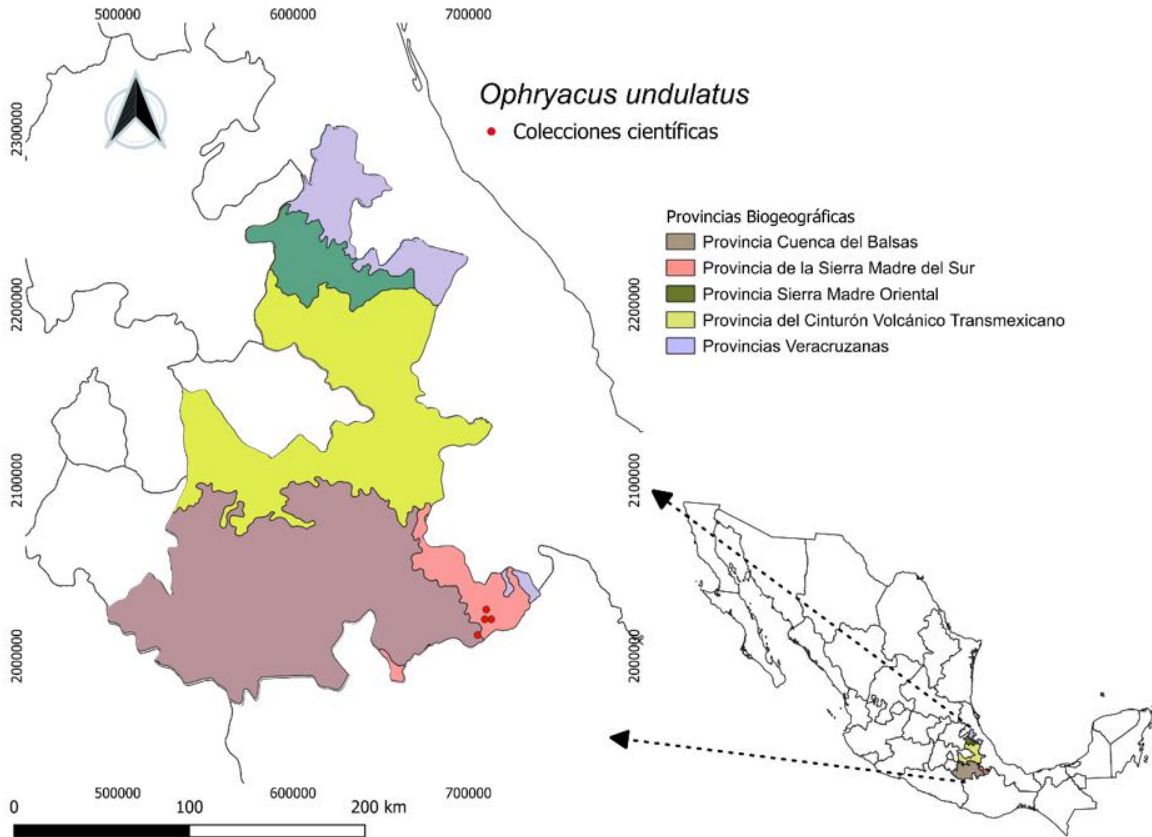 500000 600000 700000
Ophryacus undulatus
Colecciones científicas
2300000
Provincias Biogeográficas
Provincia Cuenca del Balsas
Provincia de la Sierra Madre del Sur
Provincia Sierra Madre Oriental
Provincia del Cinturón Volcánico Transmexicano
Provincias Veracruzanas
2200000 2200000
2100000 2100000
2000000 2000000
500000 600000 700000
0 100 200 km